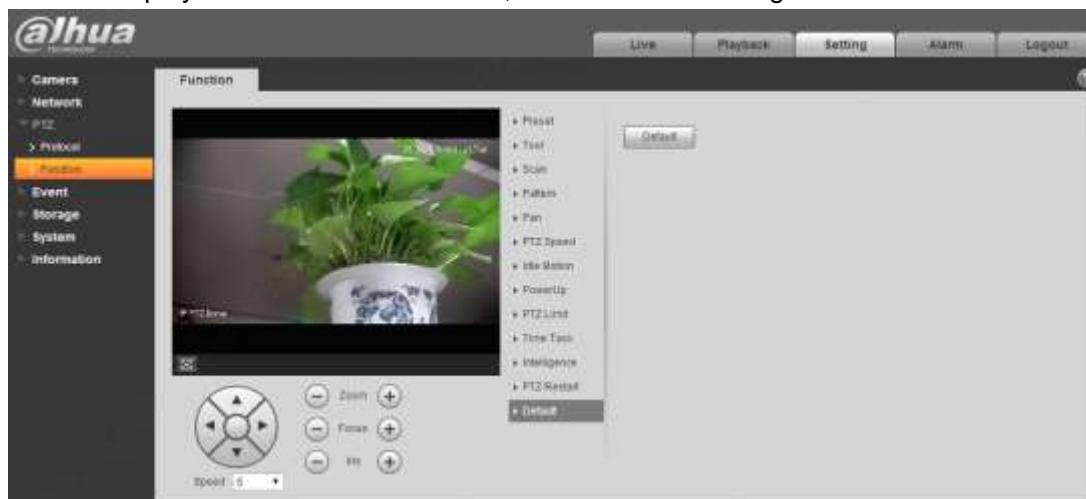 alhua
TECHNOLOGY
Live
Playback
Setting
Alarm
Logout
Camera
Network
PTZ
Protocol
Function
Event
Storage
System
Information
Function
Preset
Tour
Scan
Pattern
Pan
PTZ Speed
Idle Motion
PowerUp
PTZ Limit
Time Task
Intelligence
PTZ Restart
Default
Default
Zoom
Focus
Iris
Speed 5